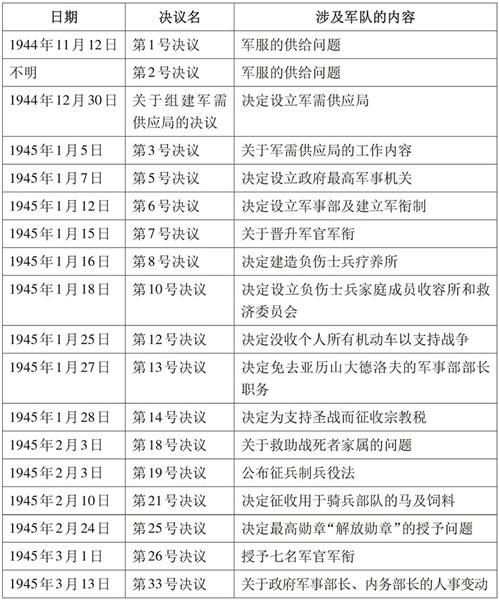 日期 决议名 涉及军队的内容
1944年11月12日 第1号决议 军服的供给问题
不明 第2号决议 军服的供给问题
1944年12月30日 关于组建军需 决定设立军需供应局
供应局的决议
1945年1月5日 第3号决议 关于军需供应局的工作内容
1945年1月7日 第5号决议 决定设立政府最高军事机关
1945年1月12日 第6号决议 决定设立军事部及建立军衔制
1945年1月15日 第7号决议 关于晋升军官军衔
1945年1月16日 第8号决议 决定建造负伤士兵疗养所
1945年1月18日 第10号决议 决定设立负伤士兵家庭成员收容所和救
济委员会
1945年1月25日 第12号决议 决定没收个人所有机动车以支持战争
1945年1月27日 第13号决议 决定免去亚历山大德洛夫的军事部部长
职务
1945年1月28日 第14号决议 决定为支持圣战而征收宗教税
1945年2月3日 第18号决议 关于救助战死者家属的问题
1945年2月3日 第19号决议 公布征兵制兵役法
1945年2月10日 第21号决议 决定征收用于骑兵部队的马及饲料
1945年2月24日 第25号决议 决定最高勋章“解放勋章”的授予问题
1945年3月1日 第26号决议 授予七名军官军衔
1945年3月13日 第33号决议 关于政府军事部长、内务部长的人事变动